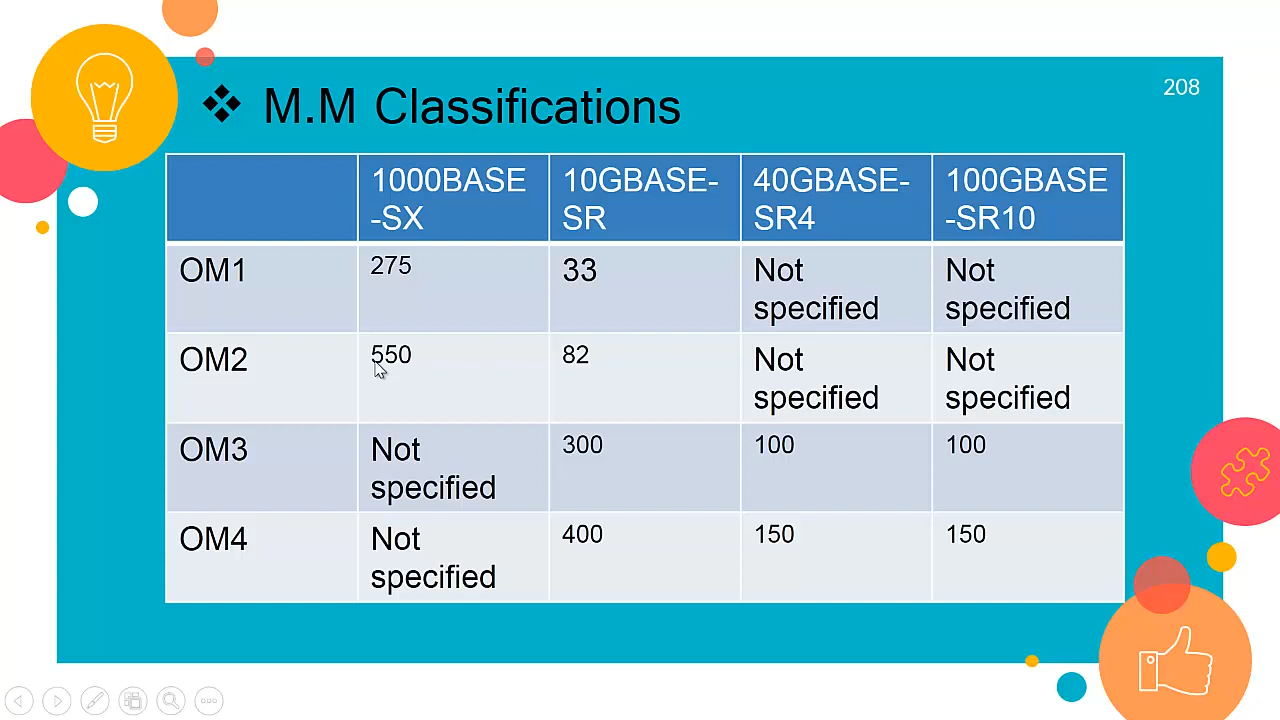 208
❖ M.M Classifications
1000BASE
-SX
10GBASE-
SR
40GBASE-
SR4
100GBASE
-SR10
OM1
275
33
Not
specified
Not
specified
OM2
550
82
Not
specified
Not
specified
OM3
Not
specified
300
100
100
OM4
Not
specified
400
150
150